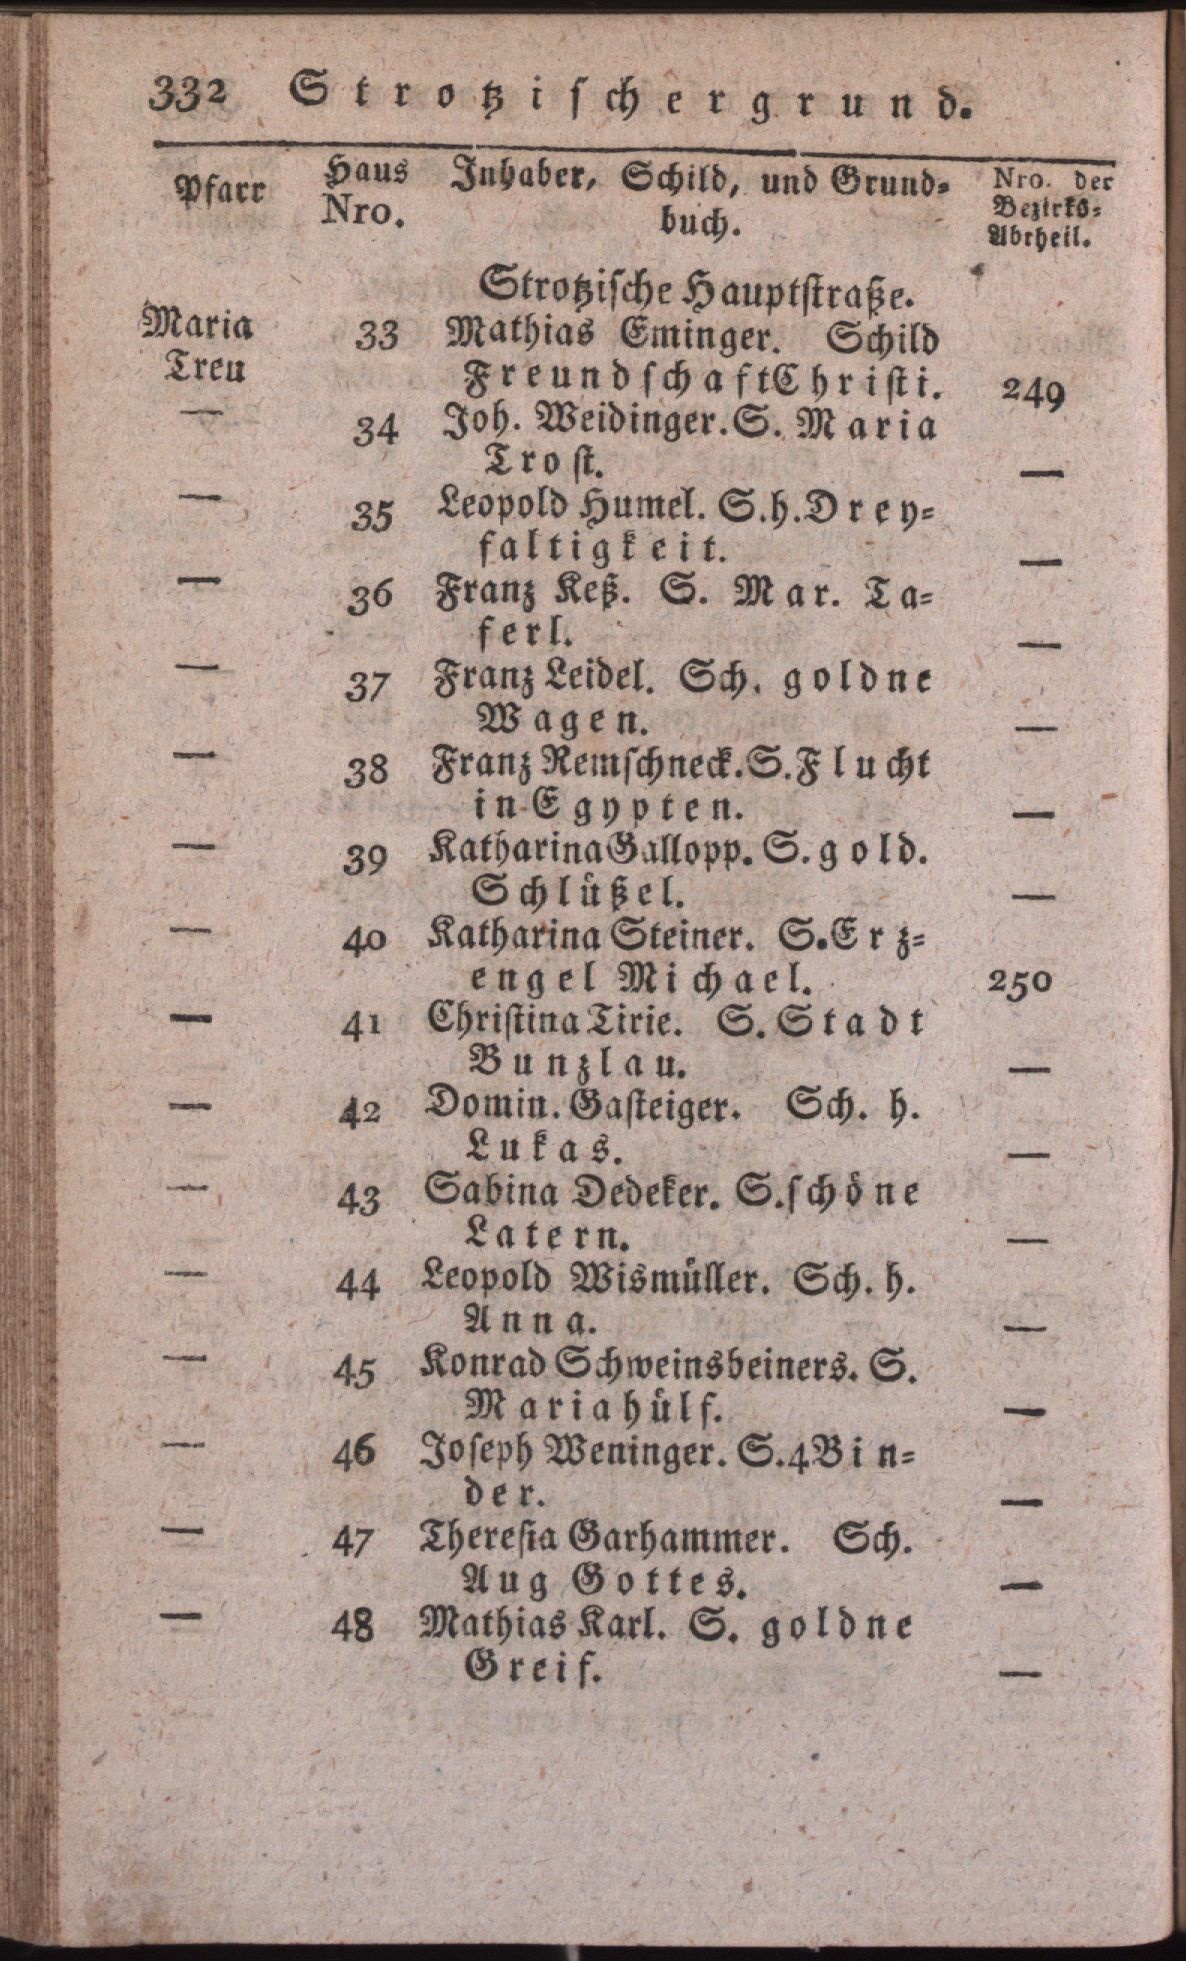 332 Strotzischergrund.
Pfarr Haus Nro. Inhaber, Schild, und Grund= buch. Nro. der Bezirks= Abtheil.
Strotzische Hauptstraße.
Maria 33 Mathias Eminger. Schild
Treu Freundschaft Christi. 249
— 34 Joh. Weidinger. S. Maria
Trost. —
— 35 Leopold Humel. S. h. Drey=
faltigkeit. —
— 36 Franz Keß. S. Mar. Ta=
ferl. —
— 37 Franz Leidel. Sch. goldne
Wagen. —
— 38 Franz Remschneck. S. Flucht
in Egypten. —
— 39 Katharina Gallopp. S. gold.
Schlüßel. —
— 40 Katharina Steiner. S. Erz=
engel Michael. 250
— 41 Christina Tirie. S. Stadt
Bunzlau. —
— 42 Domin. Gasteiger. Sch. h.
Lukas. —
— 43 Sabina Dedeker. S. schöne
Latern. —
— 44 Leopold Wismüller. Sch. h.
Anna. —
— 45 Konrad Schweinsbeiners. S.
Mariahülf. —
— 46 Joseph Weninger. S. 4 Bin=
der. —
— 47 Theresia Garhammer. Sch.
Aug Gottes. —
— 48 Mathias Karl. S. goldne
Greif. —